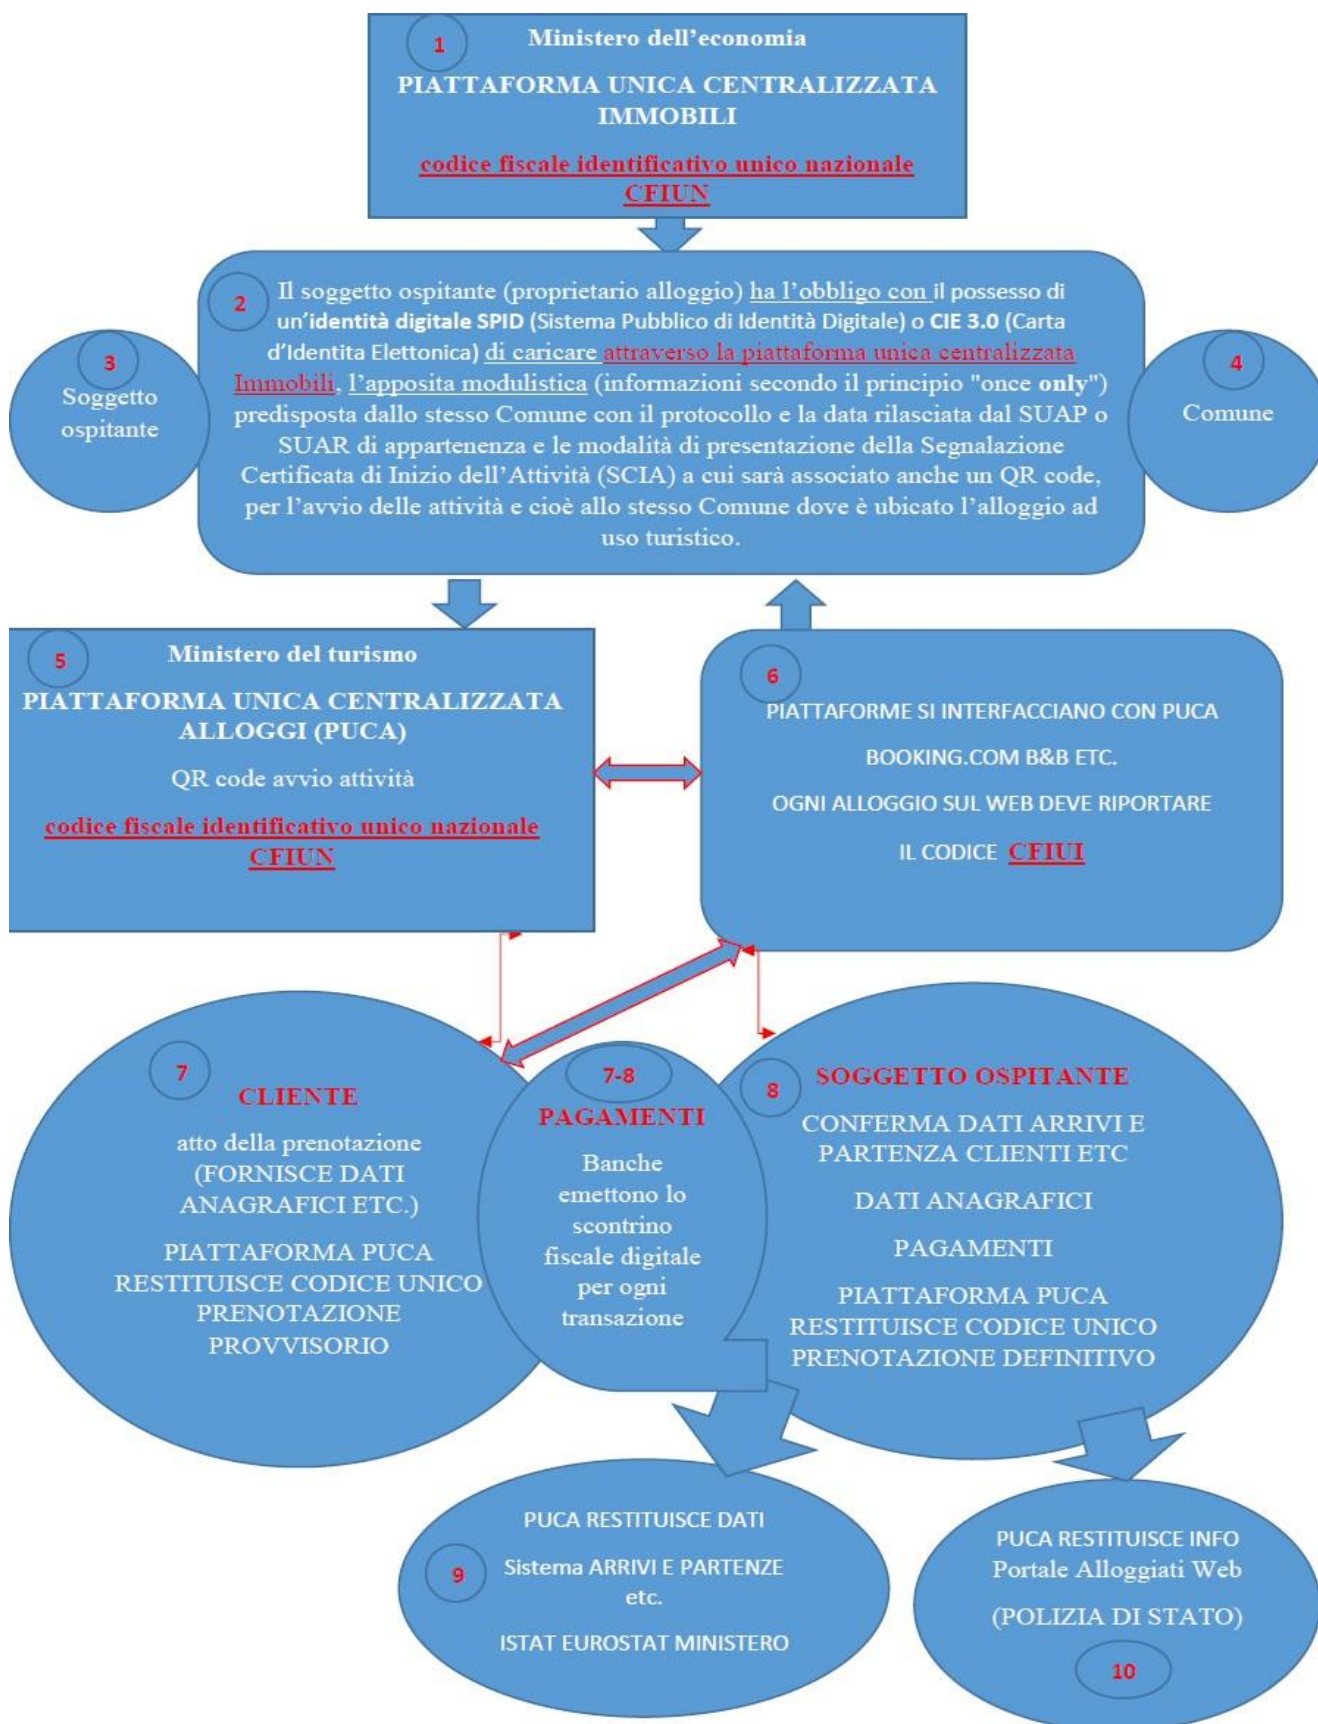 1
Ministero dell’economia
PIATTAFORMA UNICA CENTRALIZZATA
IMMOBILI
codice fiscale identificativo unico nazionale
CFIUN
2
Il soggetto ospitante (proprietario alloggio) ha l’obbligo con il possesso di
un’identità digitale SPID (Sistema Pubblico di Identità Digitale) o CIE 3.0 (Carta
d’Identita Elettonica) di caricare attraverso la piattaforma unica centralizzata
Immobili, l’apposita modulistica (informazioni secondo il principio "once only")
predisposta dallo stesso Comune con il protocollo e la data rilasciata dal SUAP o
SUAR di appartenenza e le modalità di presentazione della Segnalazione
Certificata di Inizio dell’Attività (SCIA) a cui sarà associato anche un QR code,
per l’avvio delle attività e cioè allo stesso Comune dove è ubicato l’alloggio ad
uso turistico.
3
Soggetto
ospitante
4
Comune
5
Ministero del turismo
PIATTAFORMA UNICA CENTRALIZZATA
ALLOGGI (PUCA)
QR code avvio attività
codice fiscale identificativo unico nazionale
CFIUN
6
PIATTAFORME SI INTERFACCIANO CON PUCA
BOOKING.COM B&B ETC.
OGNI ALLOGGIO SUL WEB DEVE RIPORTARE
IL CODICE CFIUI
7
CLIENTE
atto della prenotazione
(FORNISCE DATI
ANAGRAFICI ETC.)
PIATTAFORMA PUCA
RESTITUISCE CODICE UNICO
PRENOTAZIONE
PROVVISORIO
7-8
PAGAMENTI
Banche
emettono lo
scontrino
fiscale digitale
per ogni
transazione
8
SOGGETTO OSPITANTE
CONFERMA DATI ARRIVI E
PARTENZA CLIENTI ETC
DATI ANAGRAFICI
PAGAMENTI
PIATTAFORMA PUCA
RESTITUISCE CODICE UNICO
PRENOTAZIONE DEFINITIVO
9
PUCA RESTITUISCE DATI
Sistema ARRIVI E PARTENZE
etc.
ISTAT EUROSTAT MINISTERO
PUCA RESTITUISCE INFO
Portale Alloggiati Web
(POLIZIA DI STATO)
10